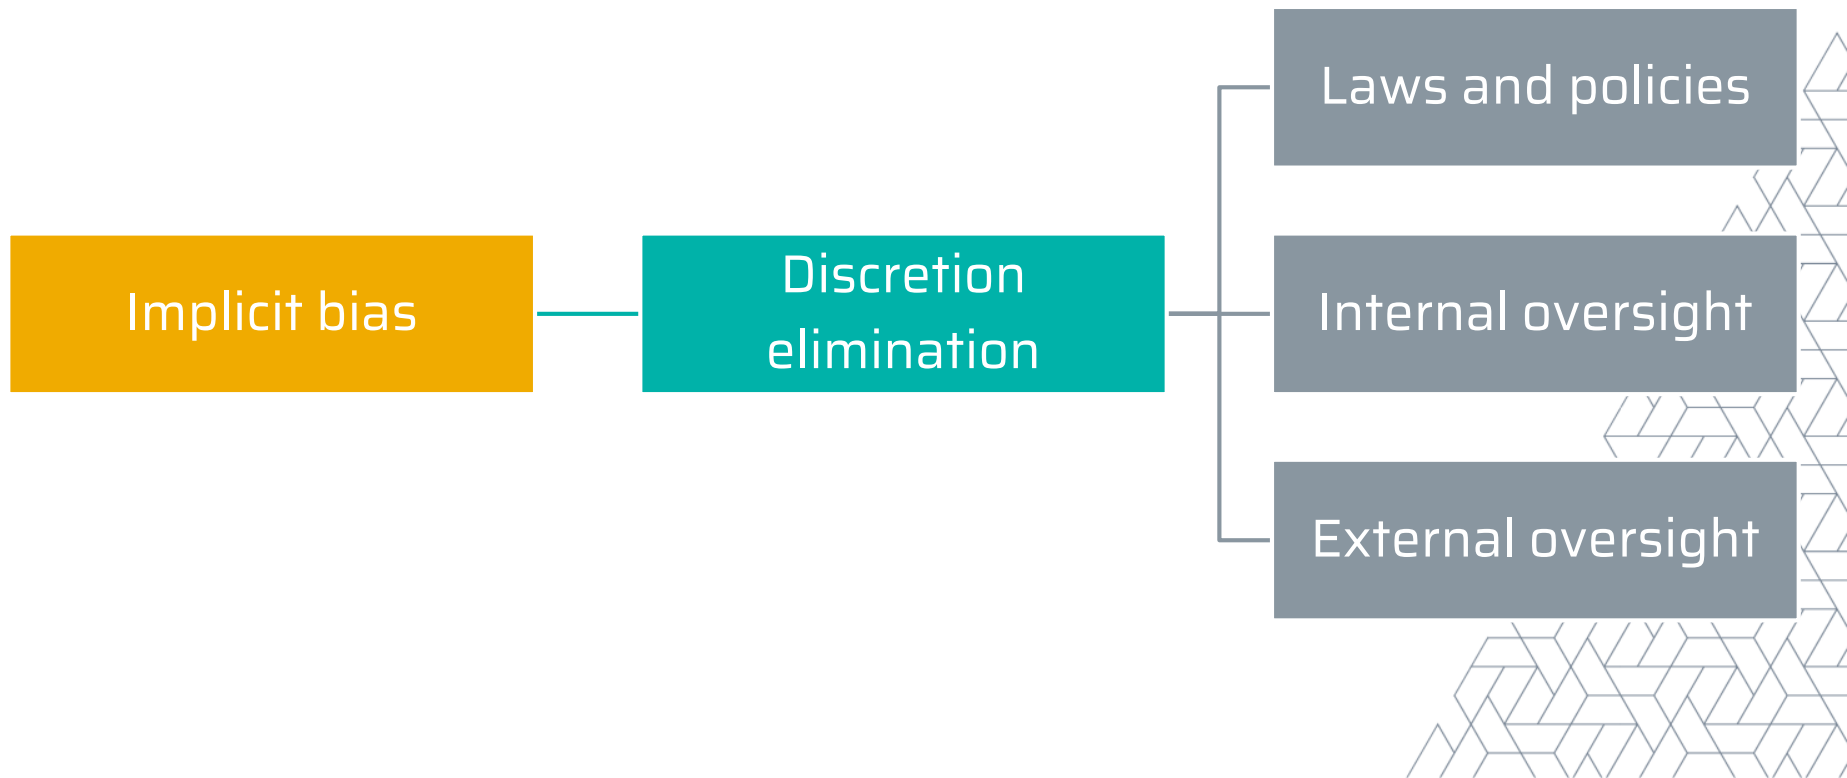 Implicit bias
Discretion
elimination
Laws and policies
Internal oversight
External oversight